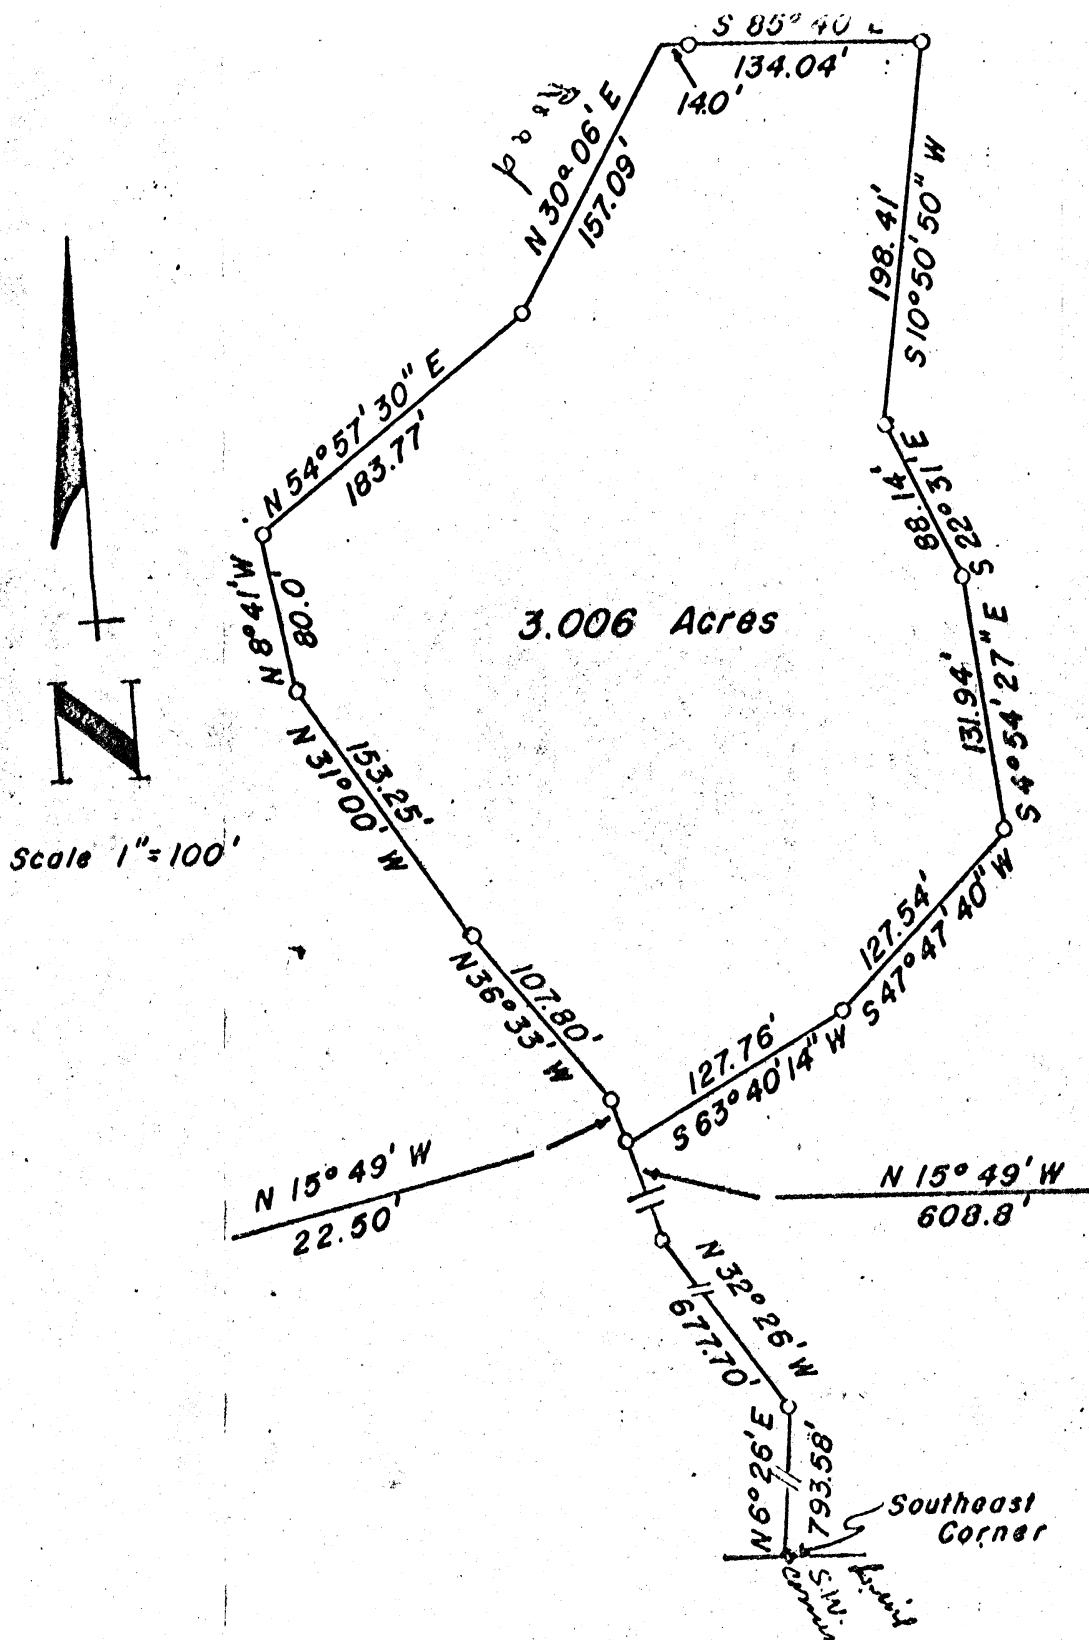 S 85° 40' E
134.04'
14.0'
Road
N 30° 06' E
157.09'
198.41'
S 10° 50' 50" W
N 54° 57' 30" E
183.77'
88.14'
S 22° 31' E
N 8° 41' W
80.0'
3.006 Acres
131.94'
S 4° 54' 27" E
N
Scale 1"=100'
153.25'
N 31° 00' W
127.54'
S 47° 47' 40" W
107.80'
N 36° 33' W
127.76'
S 63° 40' 14" W
N 15° 49' W
22.50'
N 15° 49' W
608.8'
N 32° 26' W
677.70'
N 6° 26' E
793.58'
Southeast
Corner
S.W.
Corner